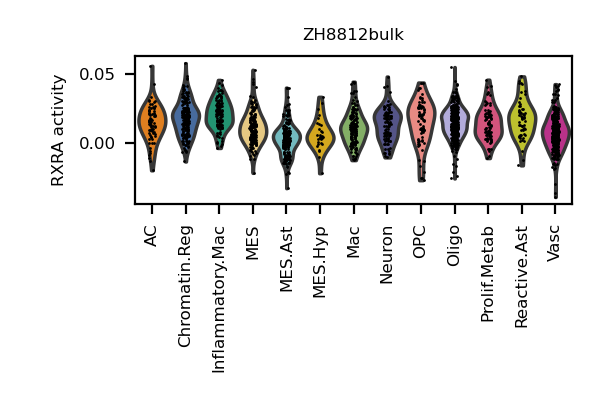 ZH8812bulk
RXRA activity
0.05
0.00
AC
Chromatin.Reg
Inflammatory.Mac
MES
MES.Ast
MES.Hyp
Mac
Neuron
OPC
Oligo
Prolif.Metab
Reactive.Ast
Vasc